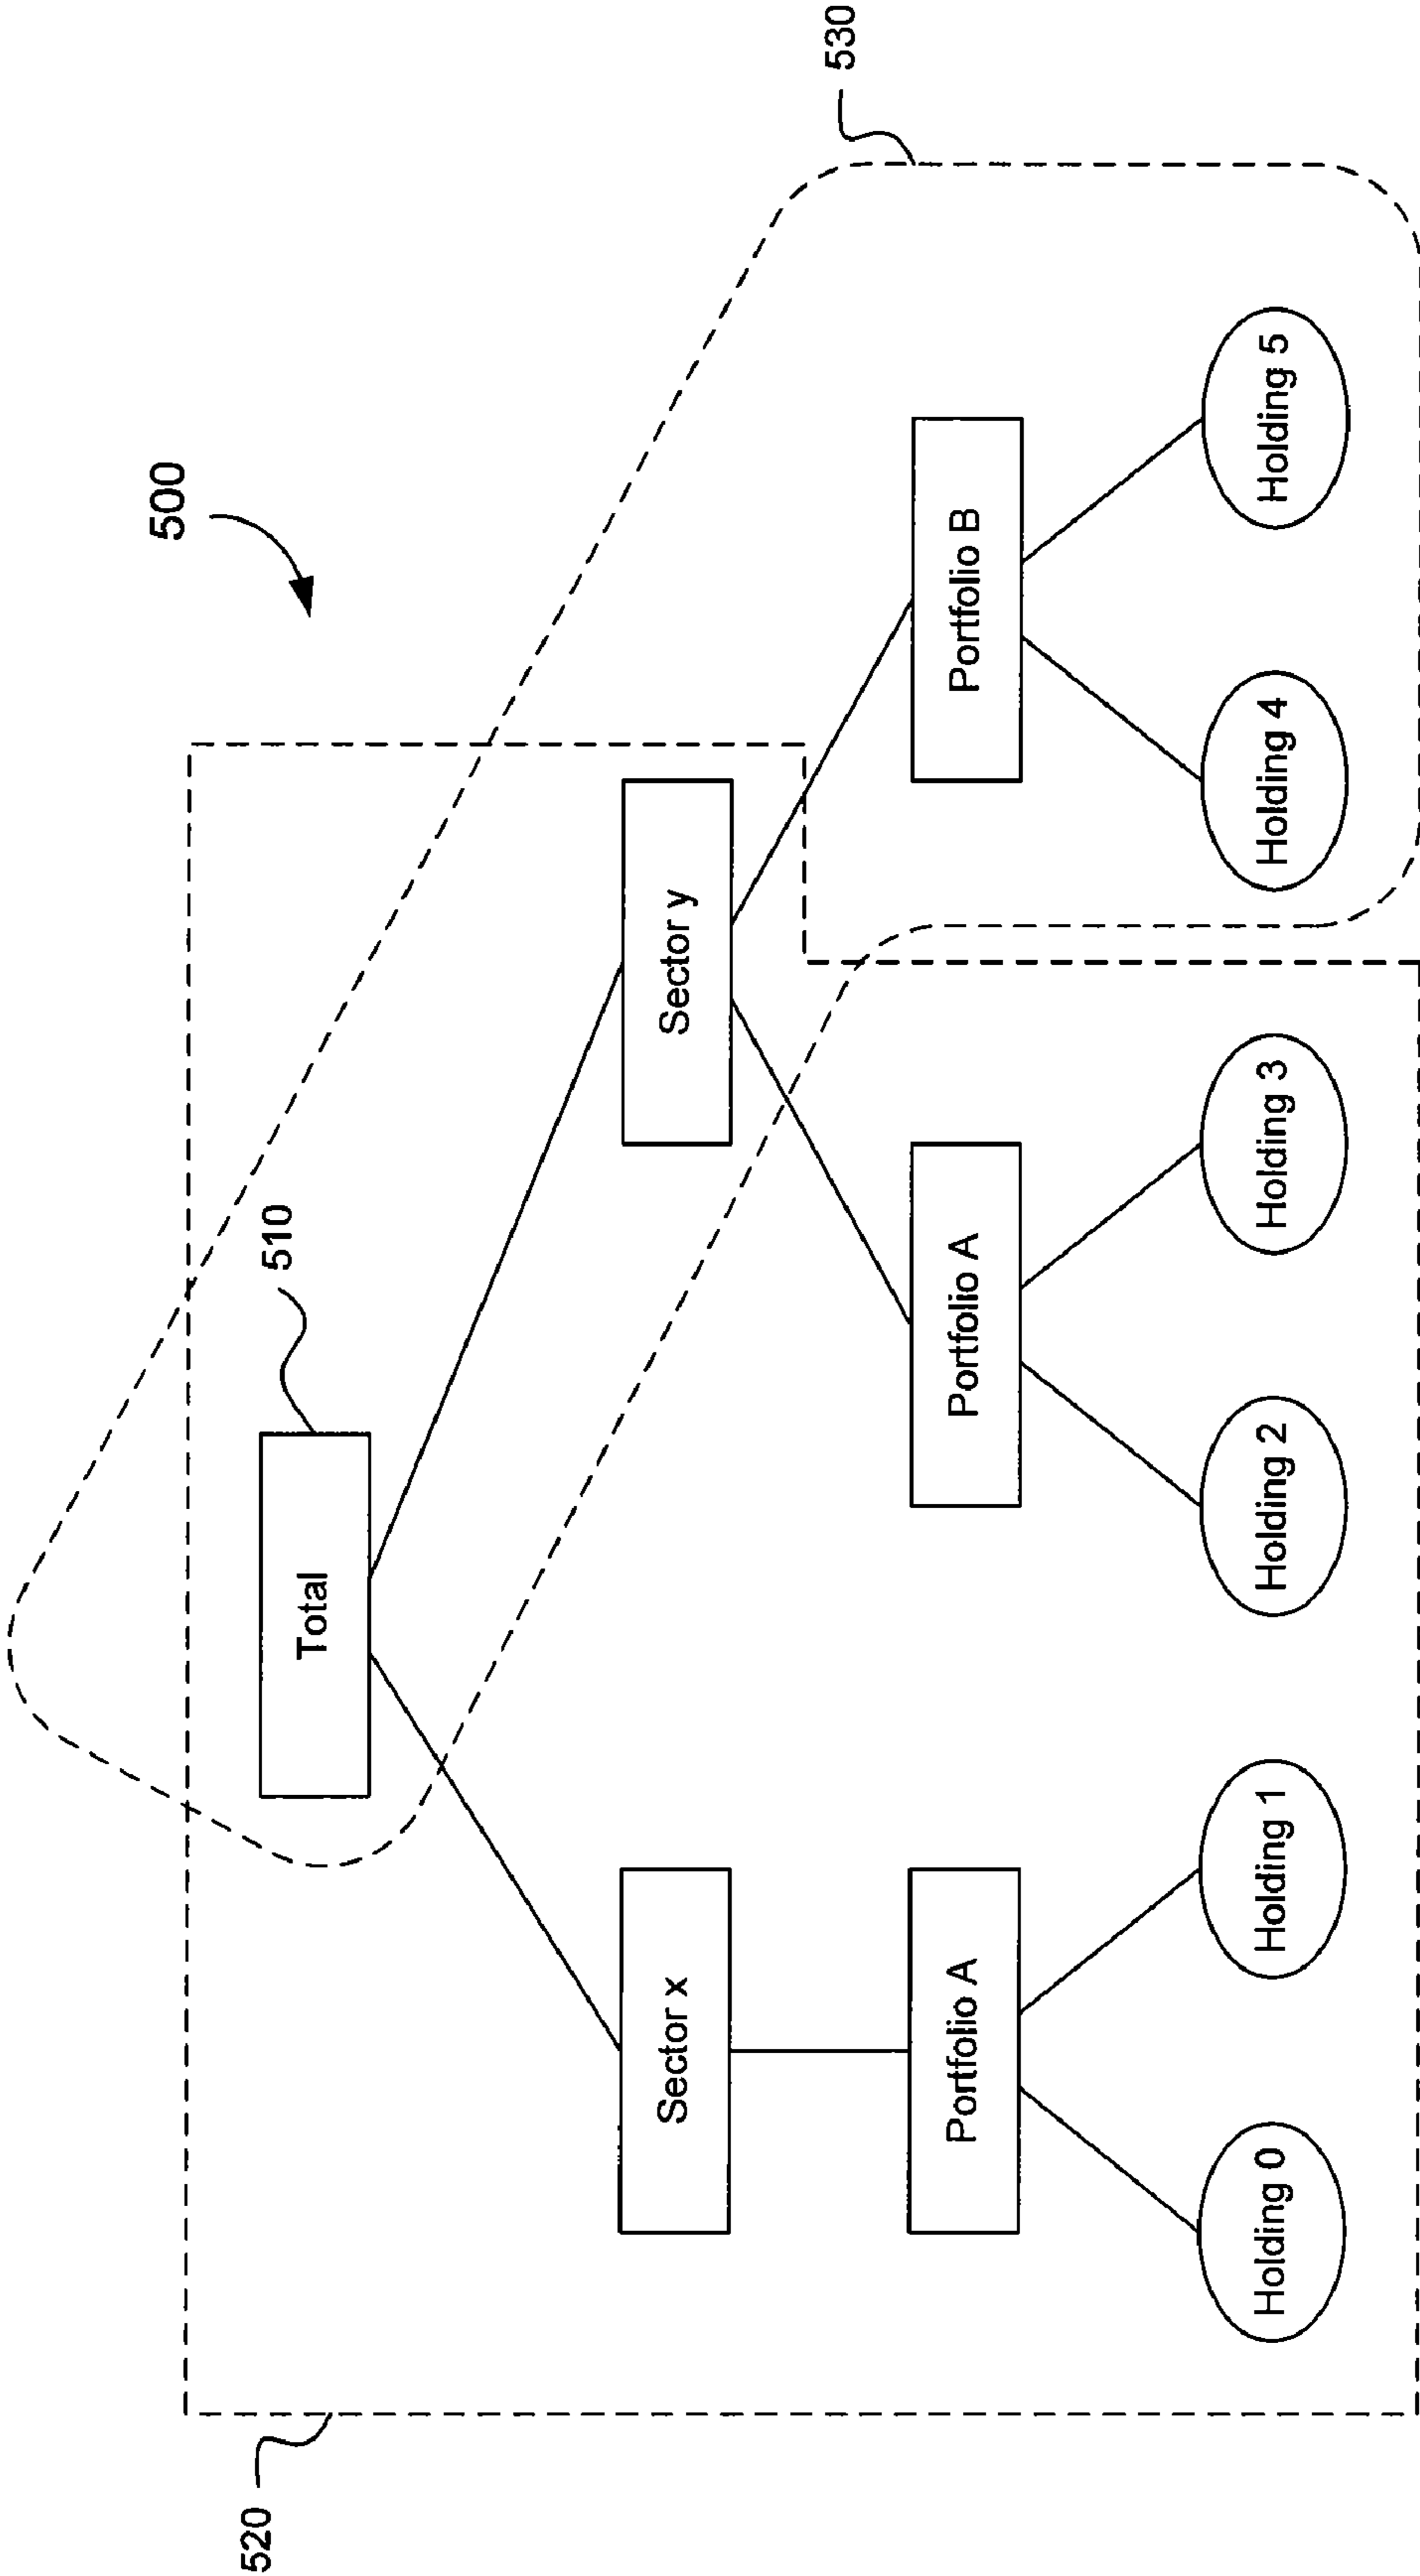 500
520
510
530
Total
Sector x
Sector y
Portfolio A
Portfolio A
Portfolio B
Holding 0
Holding 1
Holding 2
Holding 3
Holding 4
Holding 5